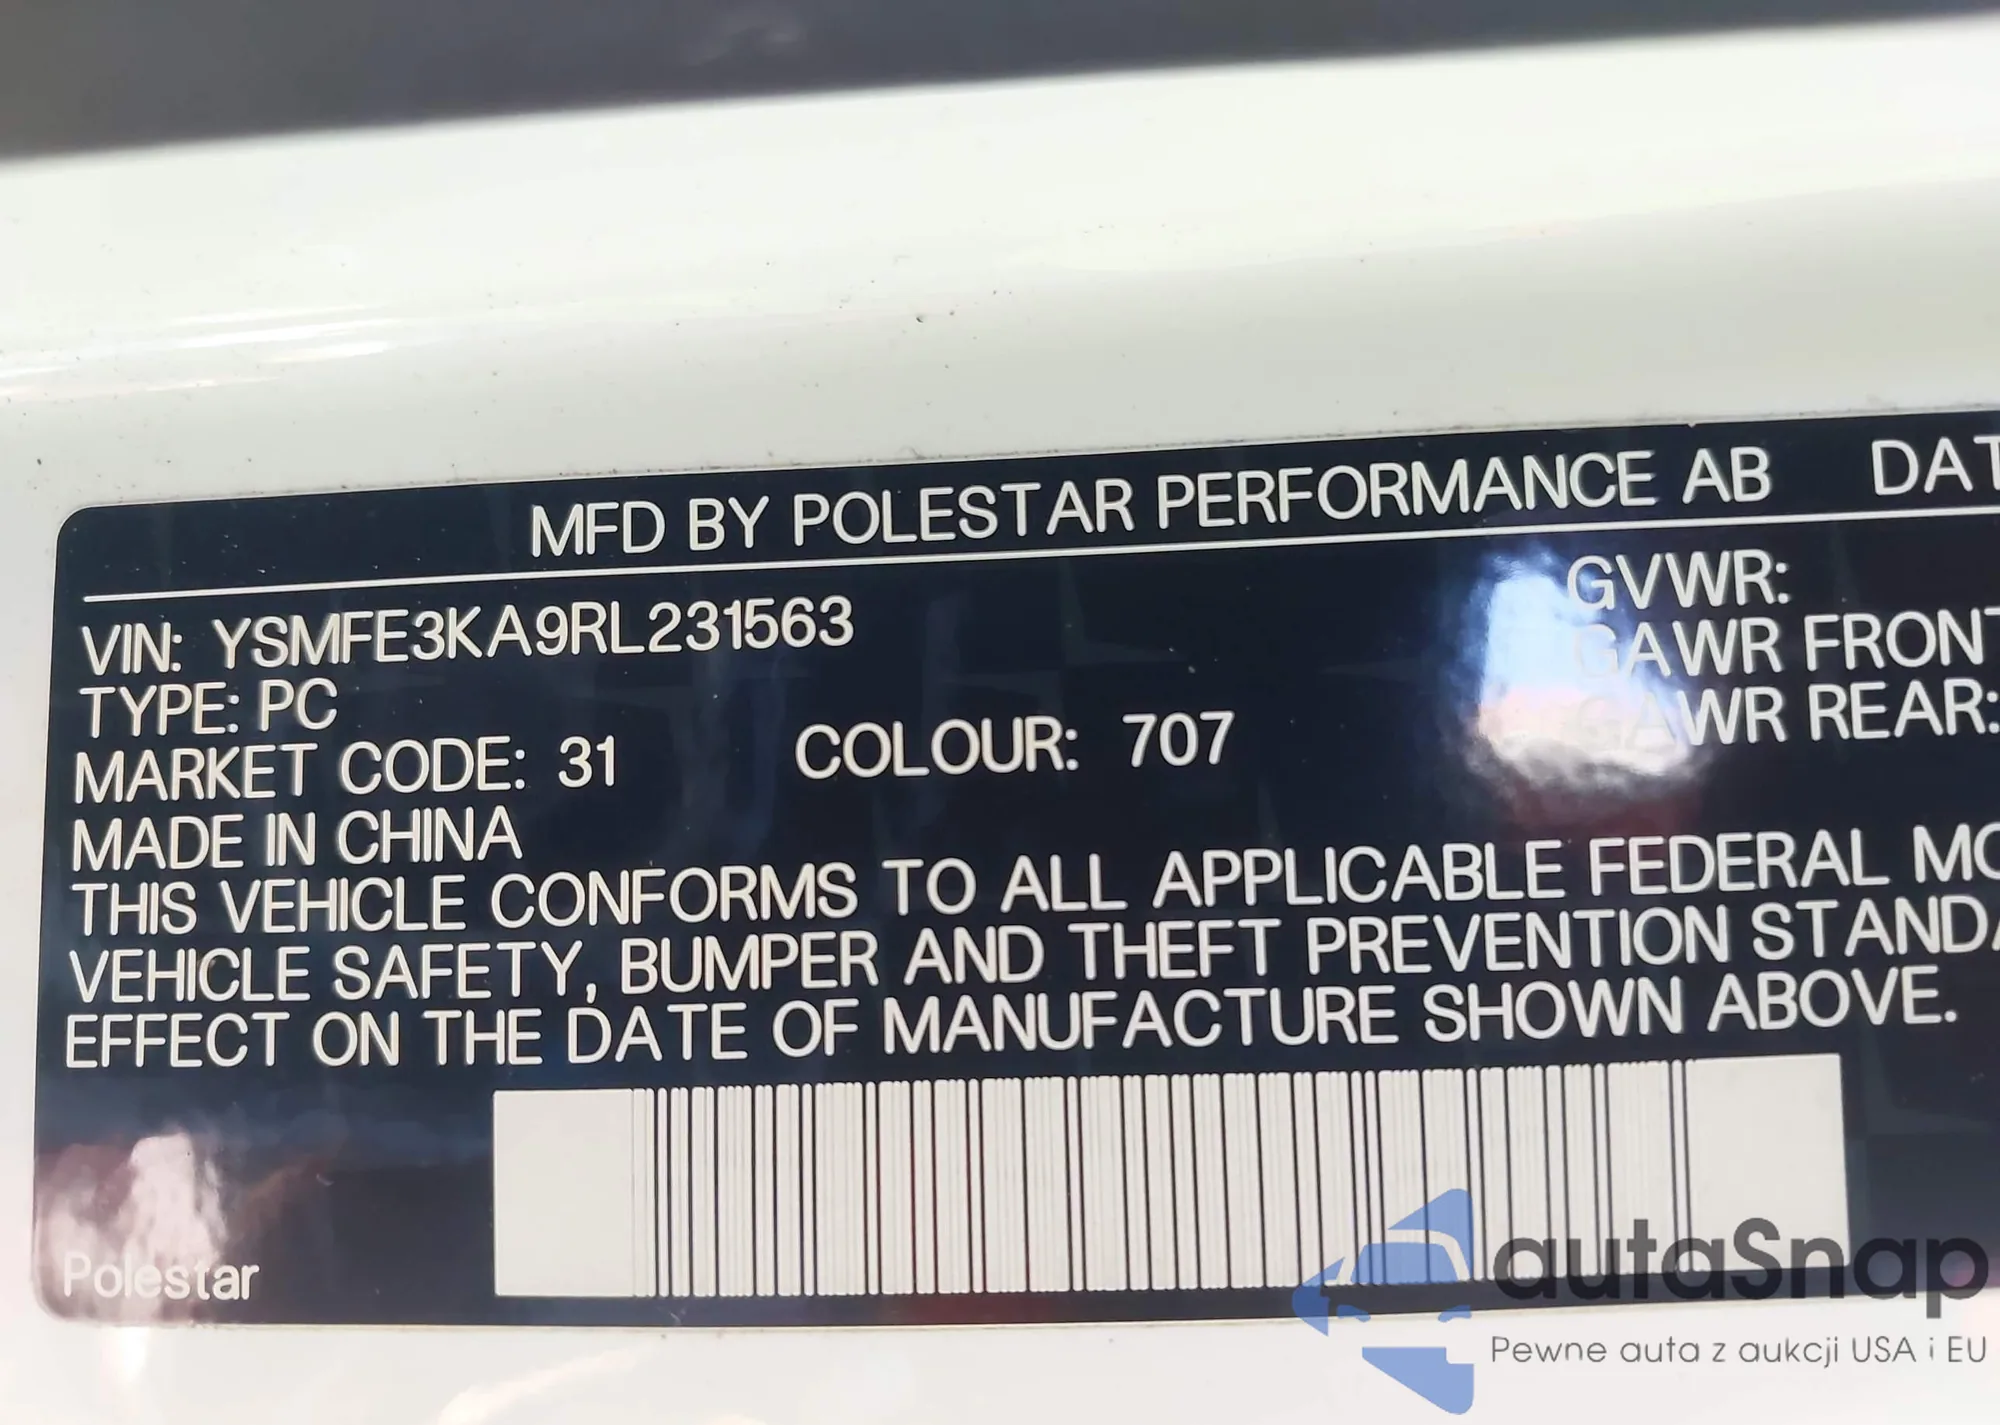 MFD BY POLESTAR PERFORMANCE AB DAT
VIN: YSMFE3KA9RL231563
GVWR:
TYPE: PC
GAWR FRONT
MARKET CODE: 31 COLOUR: 707
GAWR REAR:
MADE IN CHINA
THIS VEHICLE CONFORMS TO ALL APPLICABLE FEDERAL MO
VEHICLE SAFETY, BUMPER AND THEFT PREVENTION STANDA
EFFECT ON THE DATE OF MANUFACTURE SHOWN ABOVE.
Polestar
autaSnap
Pewne auta z aukcji USA i EU